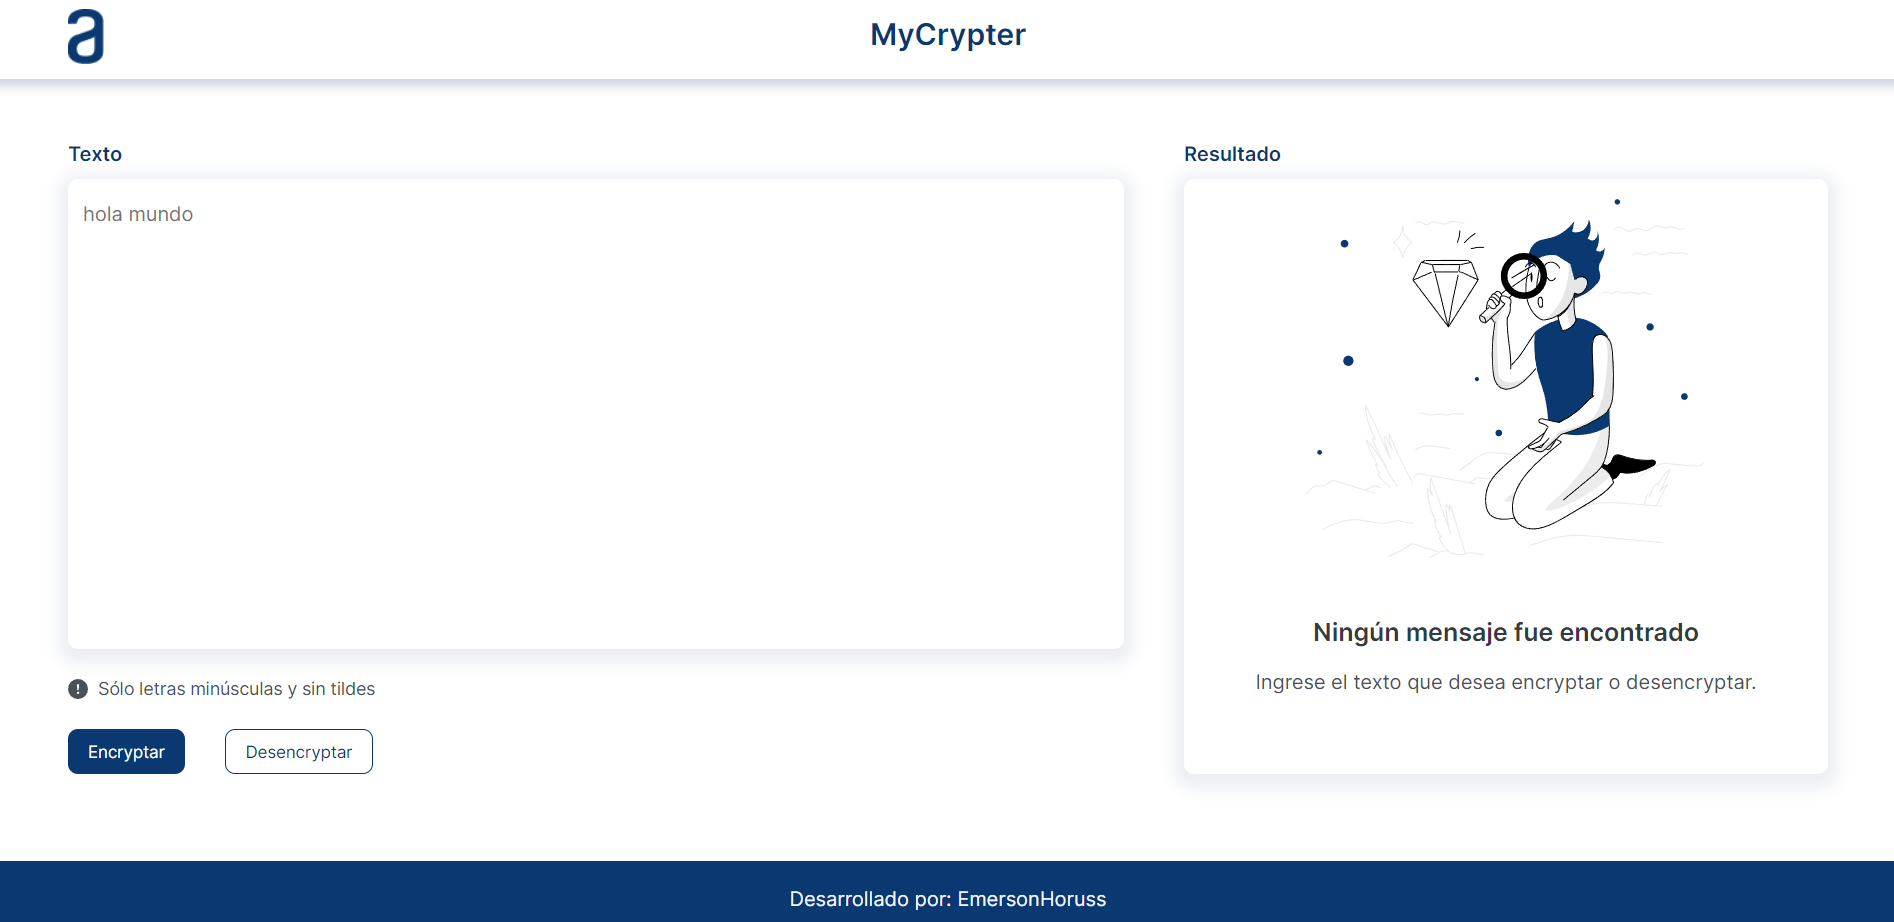 a
MyCrypter
Texto
hola mundo
Sólo letras minúsculas y sin tildes
Encryptar
Desencryptar
Resultado
Ningún mensaje fue encontrado
Ingrese el texto que desea encryptar o desencryptar.
Desarrollado por: EmersonHoruss